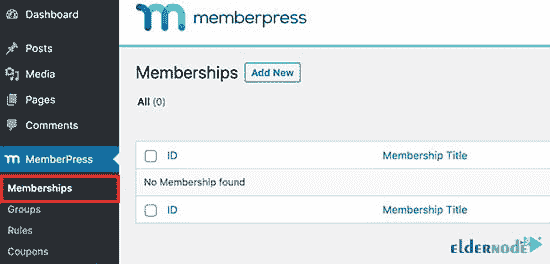 Dashboard
Posts
Media
Pages
Comments
MemberPress
Memberships
Groups
Rules
Coupons
memberpress
Memberships Add New
All (0)
ID Membership Title
No Membership found
ID Membership Title
ELDERNODE